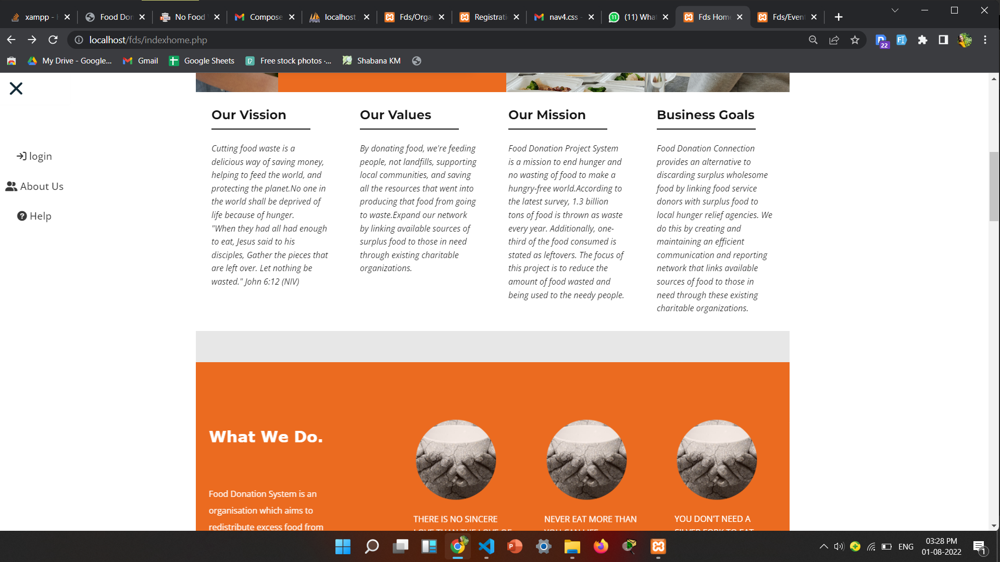 xampp -
Food Don
No Food
Compose
localhost
Fds/Orga
Registrati
nav4.css -
(11) What
Fds Home
Fds/Even
localhost/fds/indexhome.php
22
My Drive - Google...
Gmail
Google Sheets
Free stock photos ·...
Shabana KM
login
About Us
Help
Our Vission
Cutting food waste is a
delicious way of saving money,
helping to feed the world, and
protecting the planet.No one in
the world shall be deprived of
life because of hunger.
"When they had all had enough
to eat, Jesus said to his
disciples, Gather the pieces that
are left over. Let nothing be
wasted." John 6:12 (NIV)
Our Values
By donating food, we're feeding
people, not landfills, supporting
local communities, and saving
all the resources that went into
producing that food from going
to waste.Expand our network
by linking available sources of
surplus food to those in need
through existing charitable
organizations.
Our Mission
Food Donation Project System
is a mission to end hunger and
no wasting of food to make a
hungry-free world.According to
the latest survey, 1.3 billion
tons of food is thrown as waste
every year. Additionally, one-
third of the food consumed is
stated as leftovers. The focus of
this project is to reduce the
amount of food wasted and
being used to the needy people.
Business Goals
Food Donation Connection
provides an alternative to
discarding surplus wholesome
food by linking food service
donors with surplus food to
local hunger relief agencies. We
do this by creating and
maintaining an efficient
communication and reporting
network that links available
sources of food to those in
need through these existing
charitable organizations.
What We Do.
Food Donation System is an
organisation which aims to
redistribute excess food from
THERE IS NO SINCERE
LOVE THAN THE LOVE OF
NEVER EAT MORE THAN
YOU CAN LIFE
YOU DON'T NEED A
SILVER FORK TO EAT
ENG
03:28 PM
01-08-2022
1